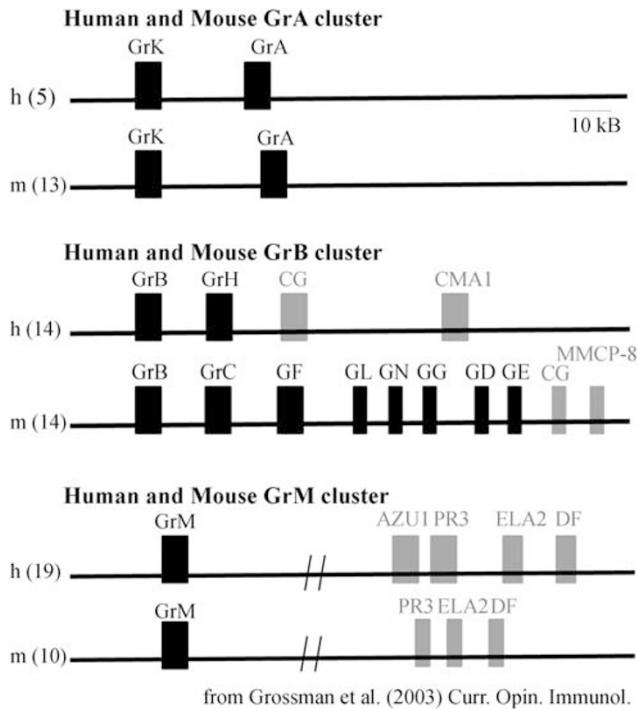 Human and Mouse GrA cluster
GrK GrA
h (5)
10 kB
GrK GrA
m (13)
Human and Mouse GrB cluster
GrB GrH CG CMA1
h (14)
MMCP-8
GrB GrC GF GL GN GG GD GE CG
m (14)
Human and Mouse GrM cluster
GrM AZU1 PR3 ELA2 DF
h (19)
GrM PR3 ELA2 DF
m (10)
from Grossman et al. (2003) Curr. Opin. Immunol.